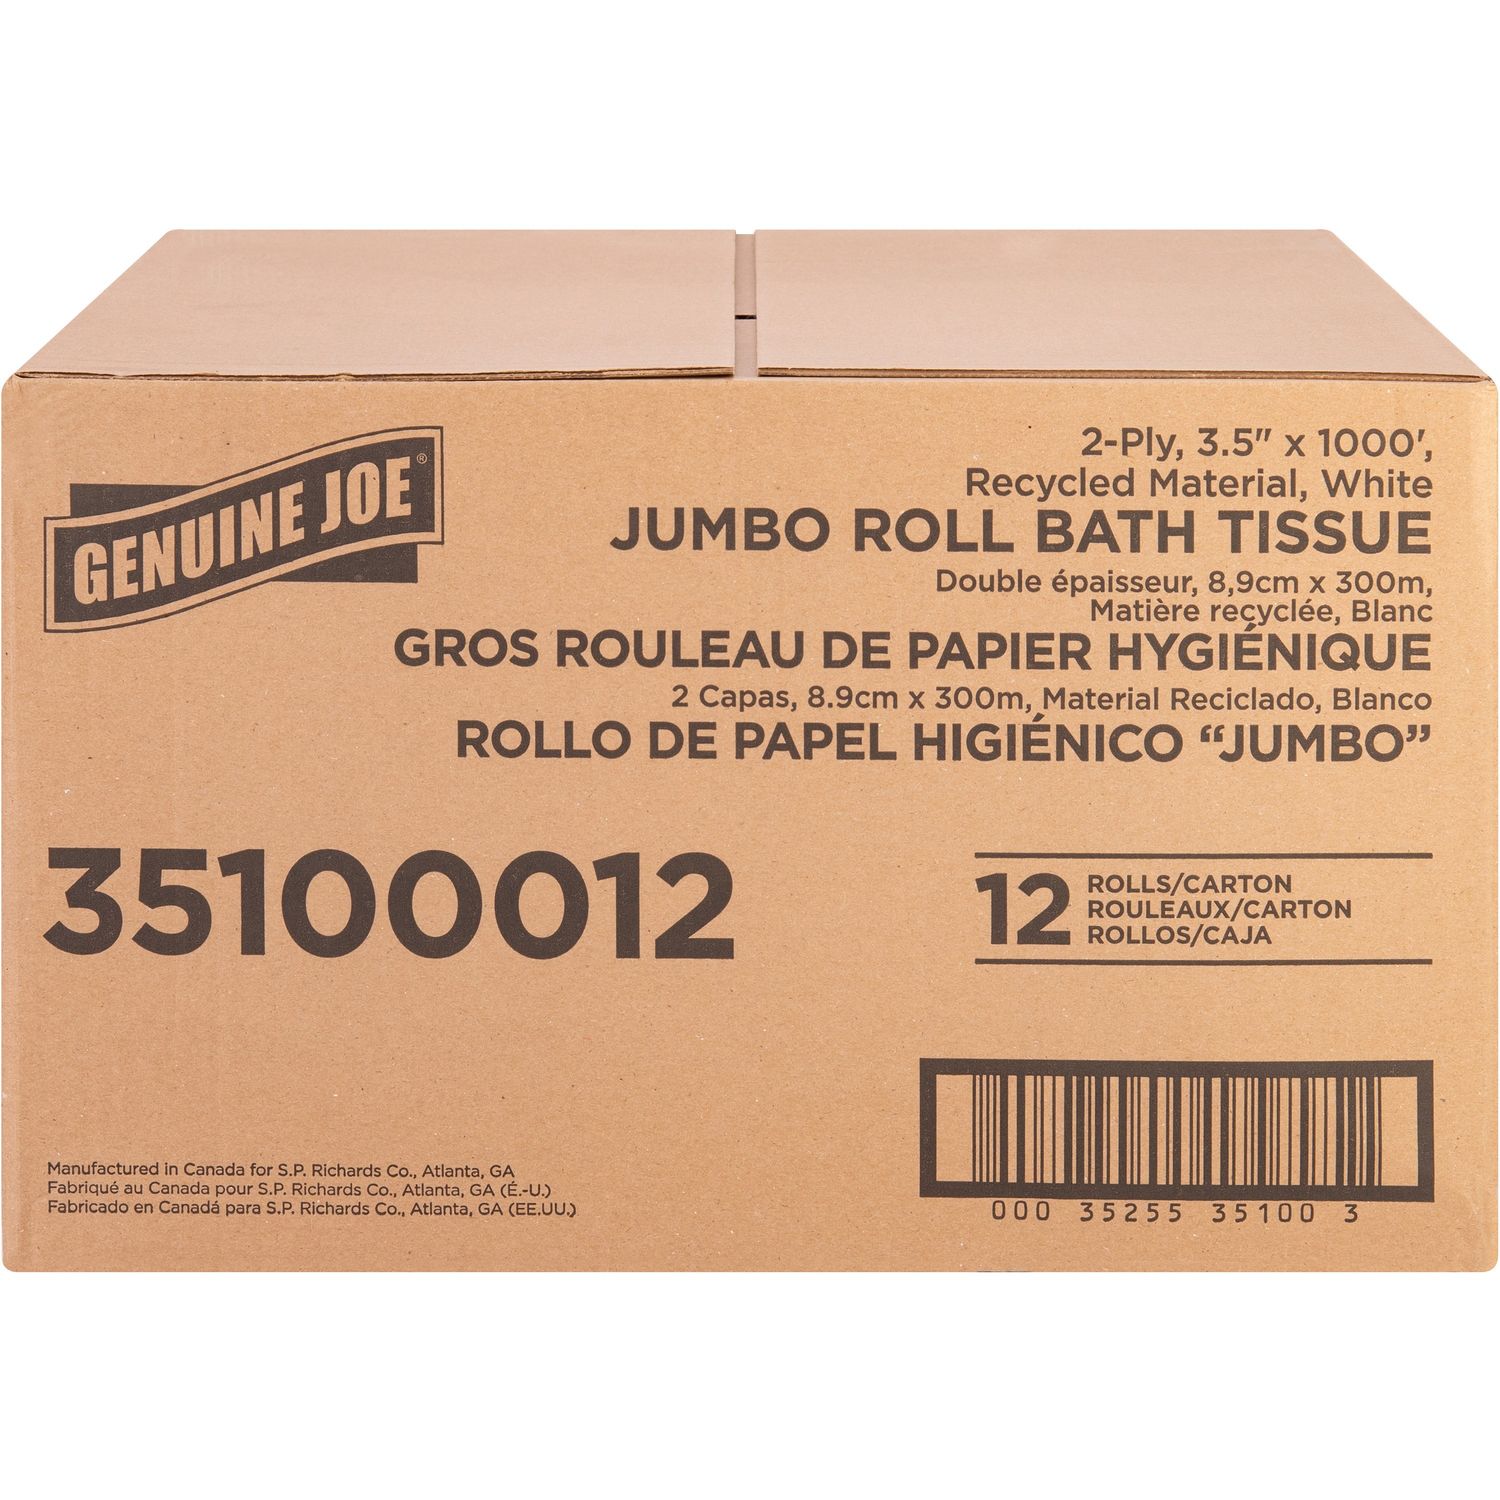 GENUINE JOE®
2-Ply, 3.5" x 1000',
Recycled Material, White
JUMBO ROLL BATH TISSUE
Double épaisseur, 8,9cm x 300m,
Matière recyclée, Blanc
GROS ROULEAU DE PAPIER HYGIÉNIQUE
2 Capas, 8.9cm x 300m, Material Reciclado, Blanco
ROLLO DE PAPEL HIGIÉNICO “JUMBO”
35100012
12 ROLLS/CARTON
ROULEAUX/CARTON
ROLLOS/CAJA
Manufactured in Canada for S.P. Richards Co., Atlanta, GA
Fabriqué au Canada pour S.P. Richards Co., Atlanta, GA (É.-U.)
Fabricado en Canadá para S.P. Richards Co., Atlanta, GA (EE.UU.)
000 35255 35100 3